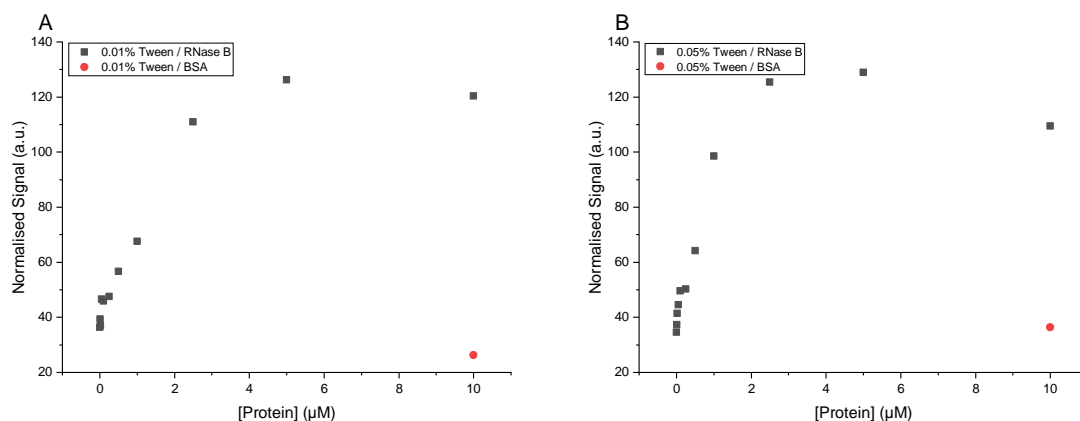 A
0.01% Tween / RNase B
0.01% Tween / BSA
140
120
100
80
60
40
20
Normalised Signal (a.u.)
0
2
4
6
8
10
[Protein] (µM)
B
0.05% Tween / RNase B
0.05% Tween / BSA
140
120
100
80
60
40
20
Normalised Signal (a.u.)
0
2
4
6
8
10
[Protein] (µM)